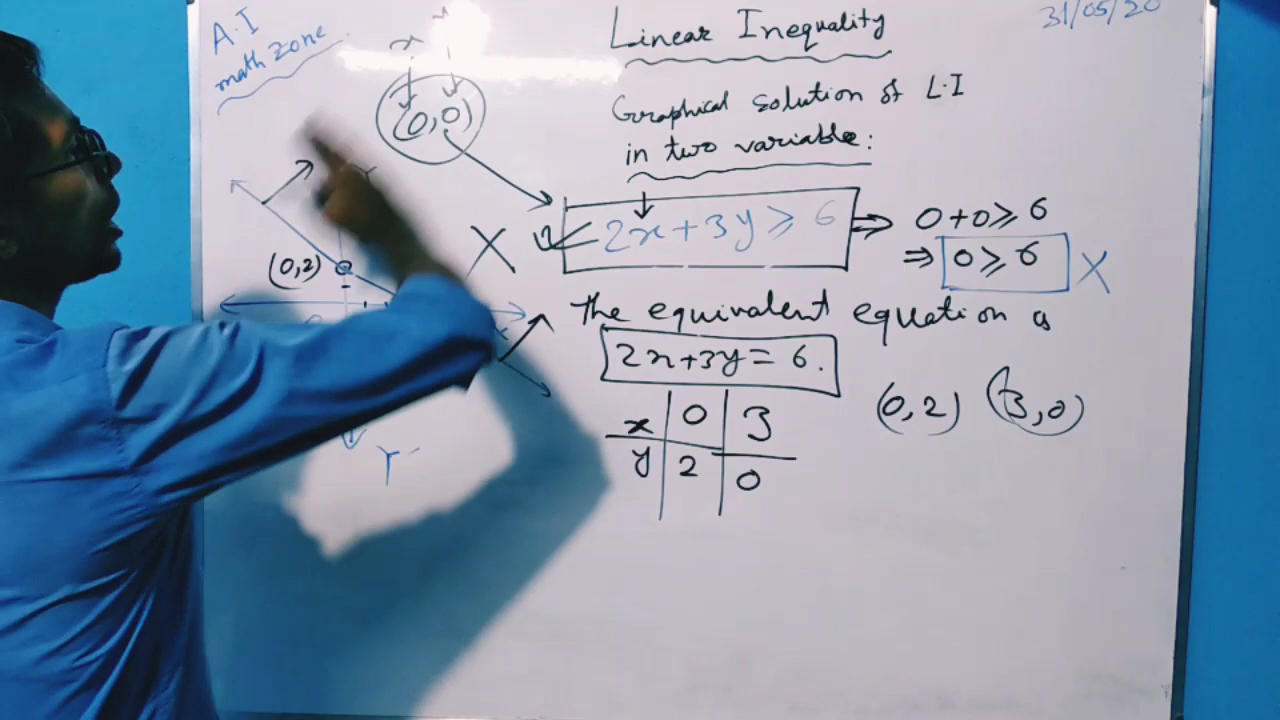 A.I
math zone
31/05/20
Linear Inequality
Graphical solution of L.I
in two variable:
x
(0,0)
2x+3y ≥ 6 ⇒ 0+0 ≥ 6
⇒ 0 ≥ 6 X
X
(0,2)
The equivalent equation is
2x+3y = 6.
x 0 3
y 2 0
(0,2) (3,0)
Y'